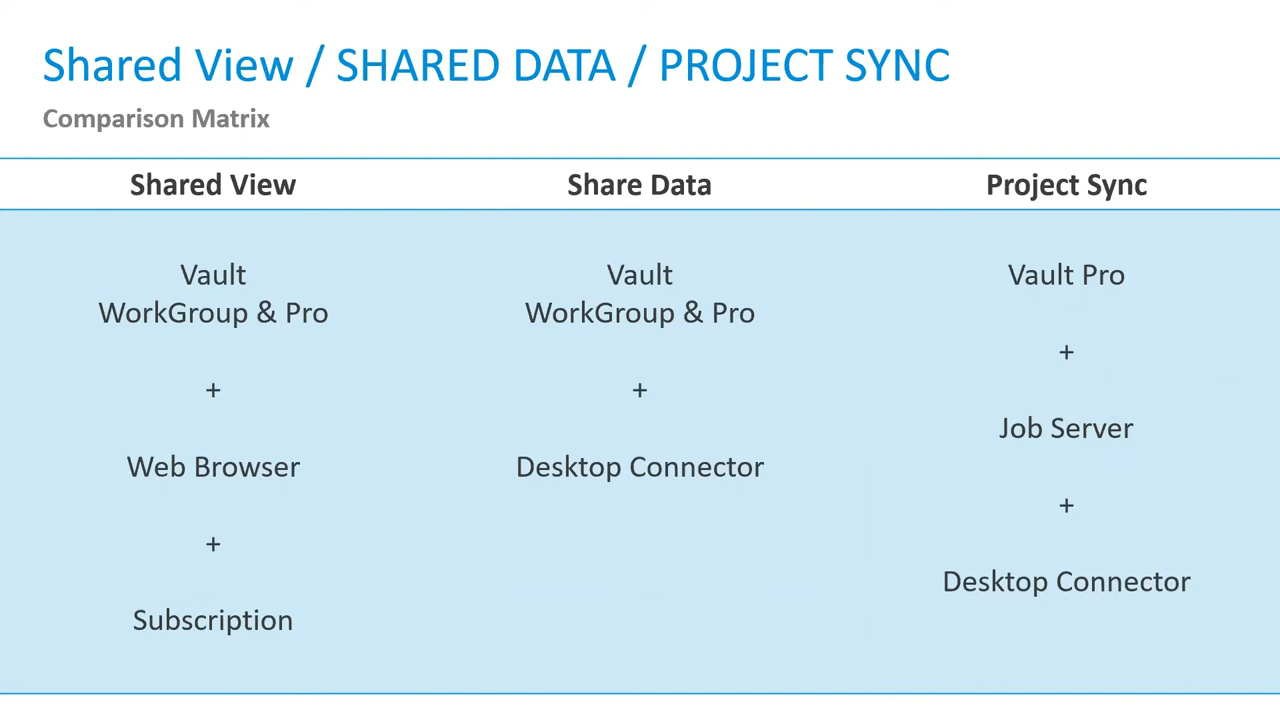 Shared View / SHARED DATA / PROJECT SYNC
Comparison Matrix
Shared View
Share Data
Project Sync
Vault
WorkGroup & Pro
+
Web Browser
+
Subscription
Vault
WorkGroup & Pro
+
Desktop Connector
Vault Pro
+
Job Server
+
Desktop Connector